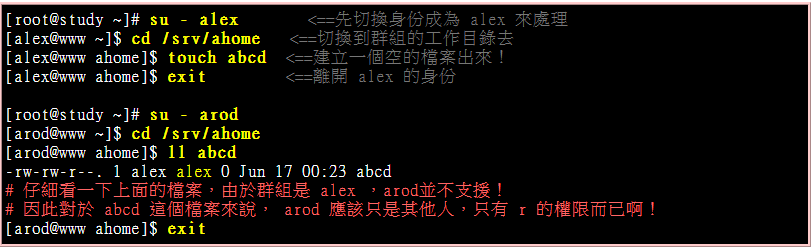 [root@study ~]# su - alex <==先切換身份成為 alex 來處理
[alex@www ~]$ cd /srv/ahome <==切換到群組的工作目錄去
[alex@www ahome]$ touch abcd <==建立一個空的檔案出來！
[alex@www ahome]$ exit <==離開 alex 的身份

[root@study ~]# su - arod
[arod@www ~]$ cd /srv/ahome
[arod@www ahome]$ ll abcd
-rw-rw-r--. 1 alex alex 0 Jun 17 00:23 abcd
# 仔細看一下上面的檔案，由於群組是 alex ，arod並不支援！
# 因此對於 abcd 這個檔案來說， arod 應該只是其他人，只有 r 的權限而已啊！
[arod@www ahome]$ exit